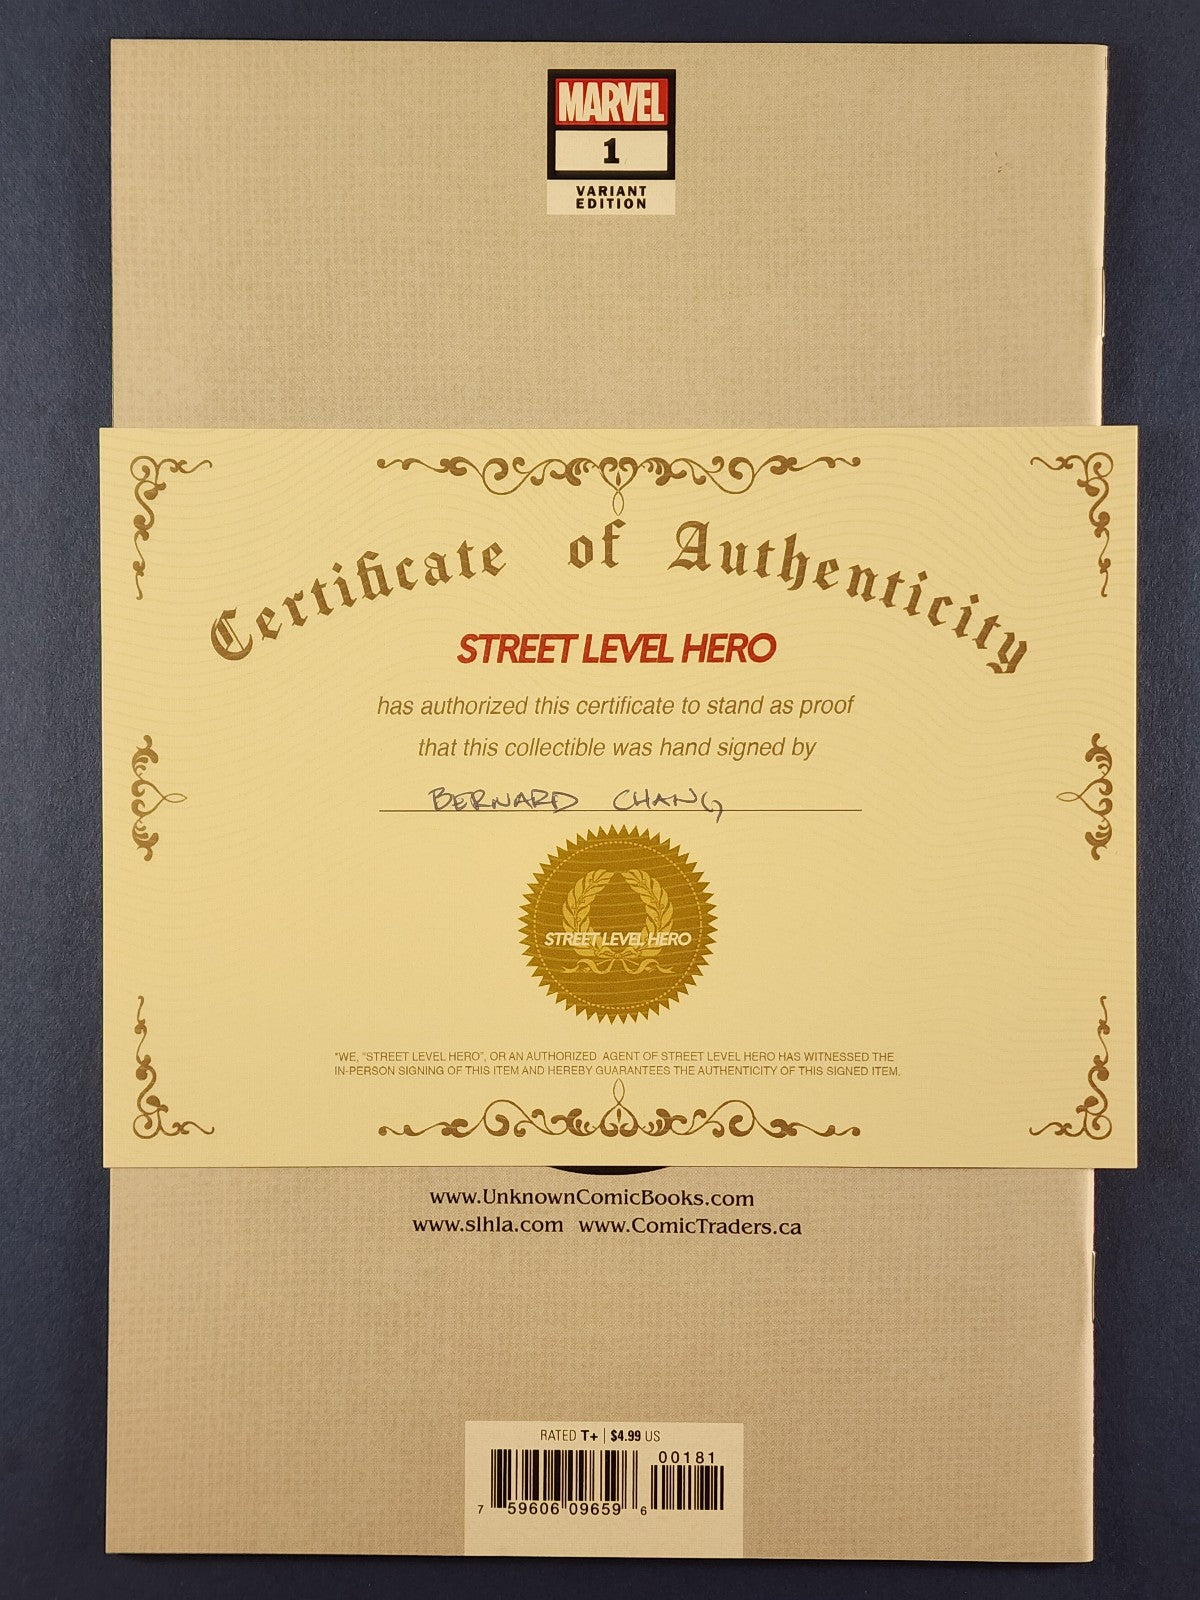 MARVEL
1
VARIANT
EDITION
Certificate of Authenticity
STREET LEVEL HERO
has authorized this certificate to stand as proof
that this collectible was hand signed by
BERNARD CHANG
STREET LEVEL HERO
"WE, "STREET LEVEL HERO", OR AN AUTHORIZED AGENT OF STREET LEVEL HERO HAS WITNESSED THE
IN-PERSON SIGNING OF THIS ITEM AND HEREBY GUARANTEES THE AUTHENTICITY OF THIS SIGNED ITEM.
www.UnknownComicBooks.com
www.slhla.com www.ComicTraders.ca
RATED T+ | $4.99 US
00181
7 59606 09659 6